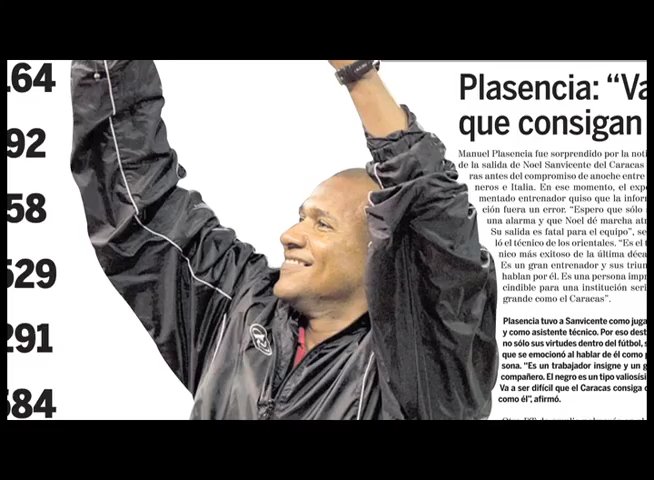 164
92
58
529
291
584
Plasencia: “Va
que consigan
Manuel Plasencia fue sorprendido por la noti
de la salida de Noel Sanvicente del Caracas
ras antes del compromiso de anoche entre
neros e Italia. En ese momento, el expe
mentado entrenador quiso que la infor
ción fuera un error. “Espero que sólo
una alarma y que Noel dé marcha atr
Su salida es fatal para el equipo”, se
ló el técnico de los orientales. “Es el t
nico más exitoso de la última déca
Es un gran entrenador y sus triun
hablan por él. Es una persona impr
cindible para una institución seri
grande como el Caracas”.
Plasencia tuvo a Sanvicente como juga
y como asistente técnico. Por eso dest
no sólo sus virtudes dentro del fútbol, s
que se emocionó al hablar de él como p
sona. “Es un trabajador insigne y un g
compañero. El negro es un tipo valiosísi
Va a ser difícil que el Caracas consiga
como él”, afirmó.